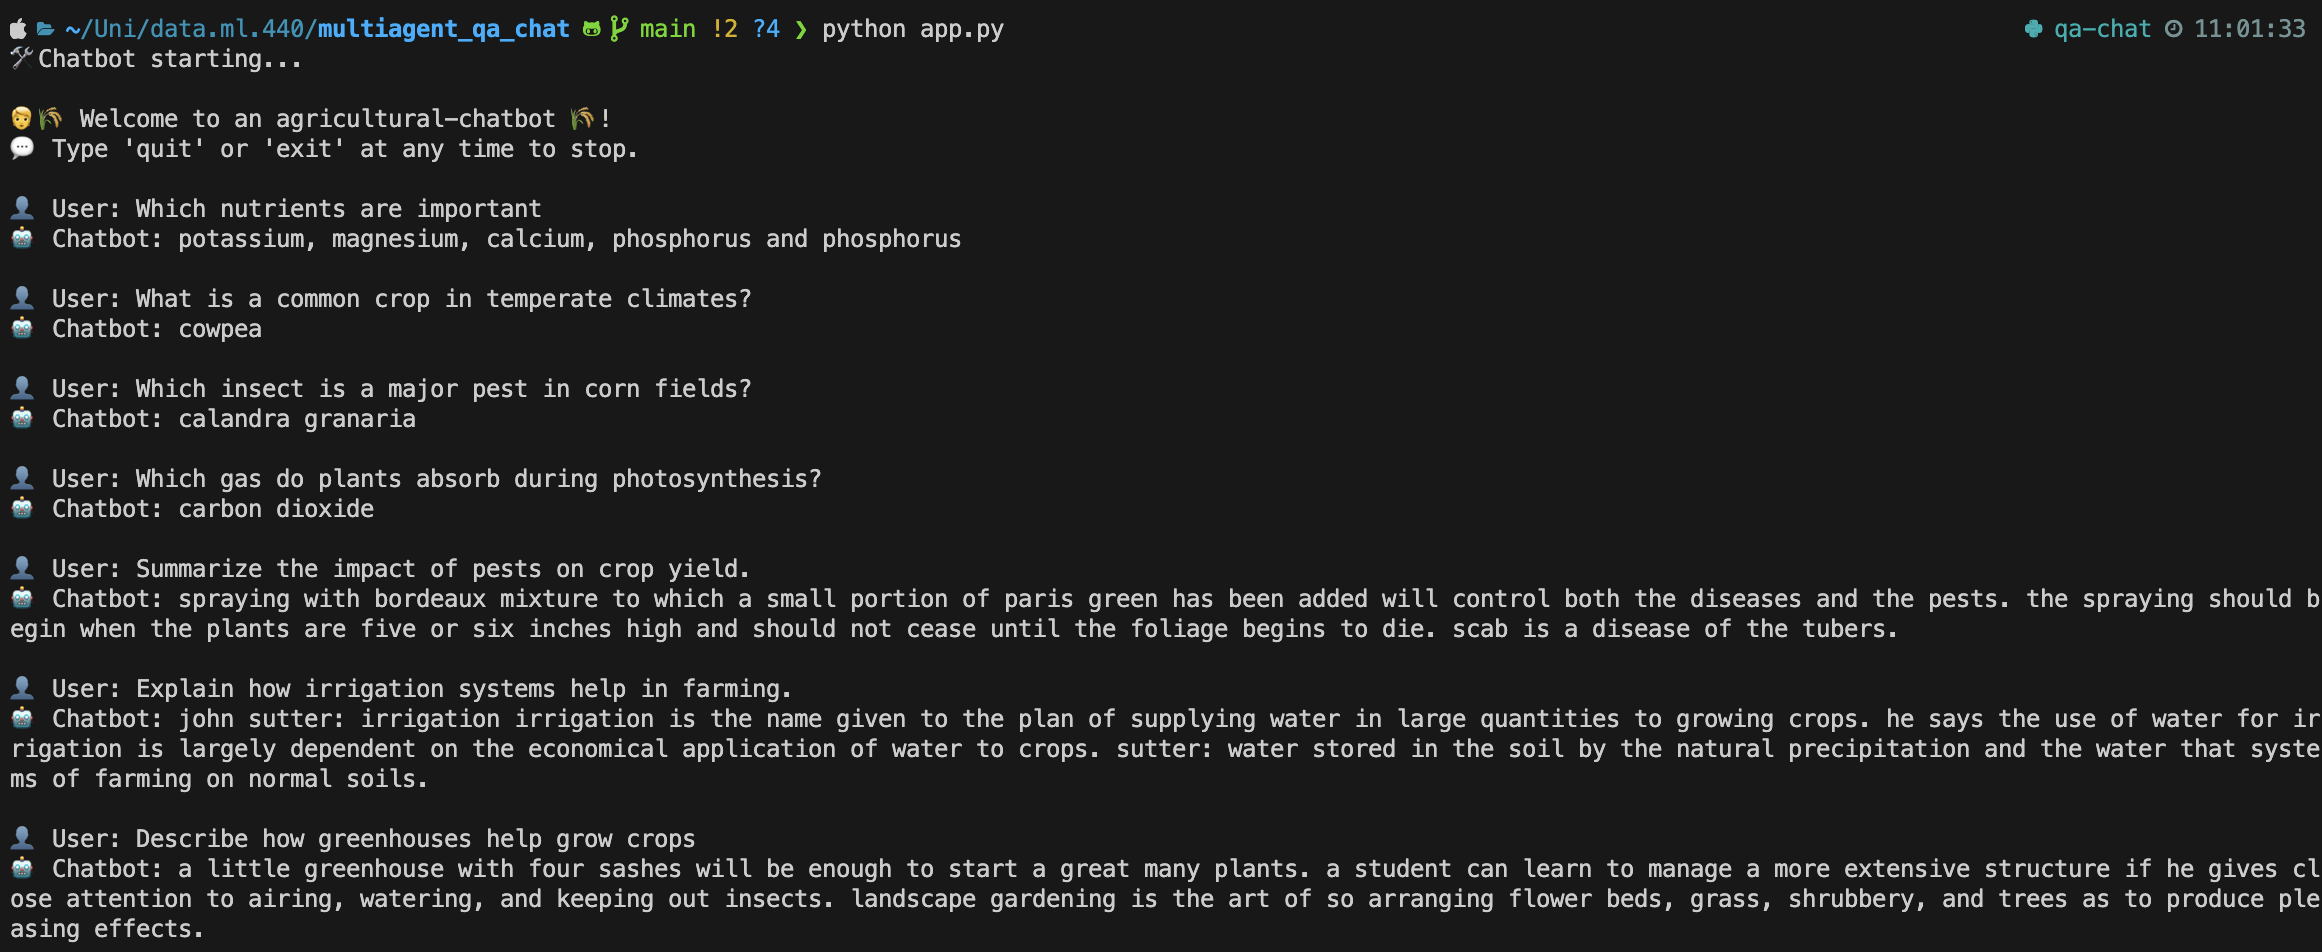 ~/Uni/data.ml.440/multiagent_qa_chat main !2 ?4 ❯ python app.py qa-chat 11:01:33
🛠Chatbot starting...
👨🌾 Welcome to an agricultural-chatbot 🌾!
💬 Type 'quit' or 'exit' at any time to stop.
👤 User: Which nutrients are important
🤖 Chatbot: potassium, magnesium, calcium, phosphorus and phosphorus
👤 User: What is a common crop in temperate climates?
🤖 Chatbot: cowpea
👤 User: Which insect is a major pest in corn fields?
🤖 Chatbot: calandra granaria
👤 User: Which gas do plants absorb during photosynthesis?
🤖 Chatbot: carbon dioxide
👤 User: Summarize the impact of pests on crop yield.
🤖 Chatbot: spraying with bordeaux mixture to which a small portion of paris green has been added will control both the diseases and the pests. the spraying should b
egin when the plants are five or six inches high and should not cease until the foliage begins to die. scab is a disease of the tubers.
👤 User: Explain how irrigation systems help in farming.
🤖 Chatbot: john sutter: irrigation irrigation is the name given to the plan of supplying water in large quantities to growing crops. he says the use of water for ir
rigation is largely dependent on the economical application of water to crops. sutter: water stored in the soil by the natural precipitation and the water that syste
ms of farming on normal soils.
👤 User: Describe how greenhouses help grow crops
🤖 Chatbot: a little greenhouse with four sashes will be enough to start a great many plants. a student can learn to manage a more extensive structure if he gives cl
ose attention to airing, watering, and keeping out insects. landscape gardening is the art of so arranging flower beds, grass, shrubbery, and trees as to produce ple
asing effects.